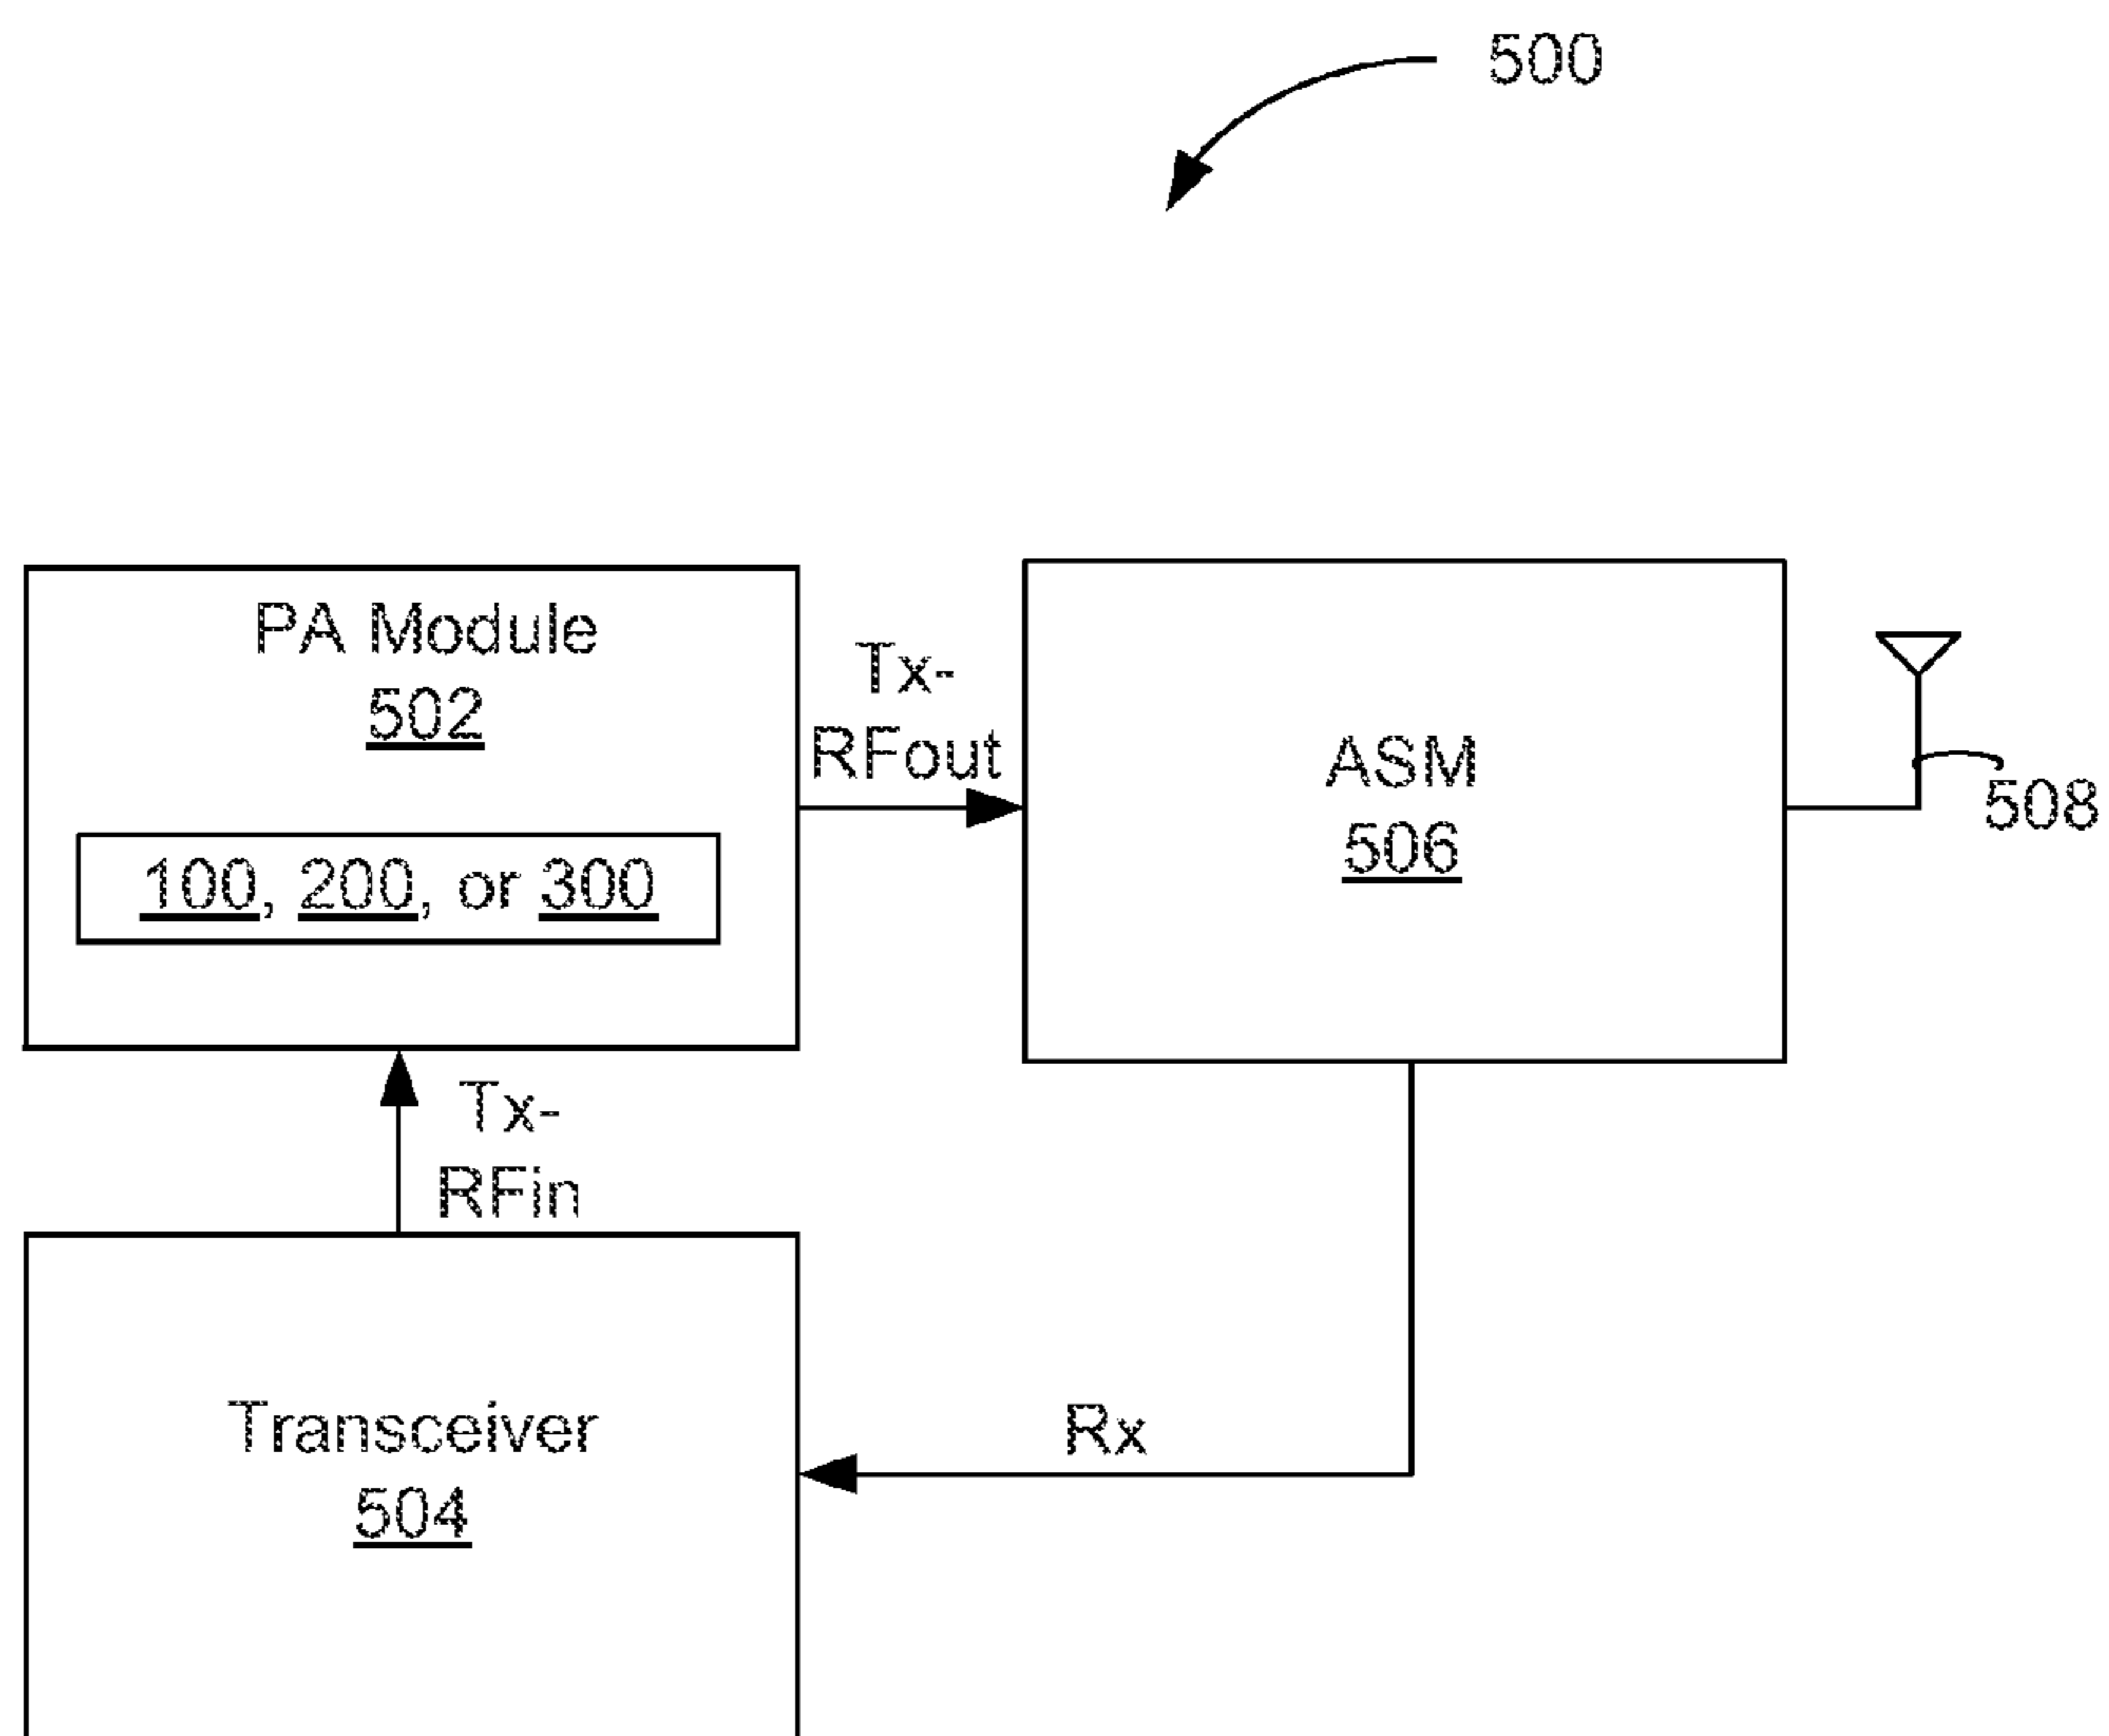 500
PA Module
502
100, 200, or 300
Tx-
RFout
ASM
506
508
Tx-
RFin
Transceiver
504
Rx